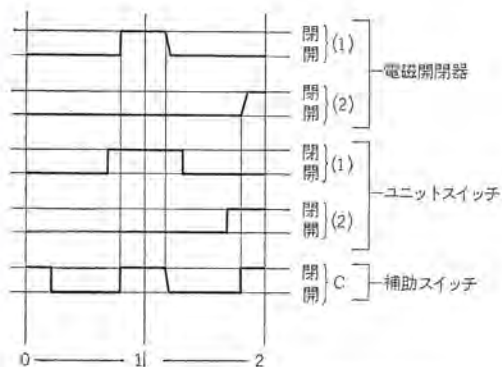 閉
開 (1)
電磁開閉器
閉
開 (2)
閉
開 (1)
ユニットスイッチ
閉
開 (2)
閉
開 C 補助スイッチ
0 1 2